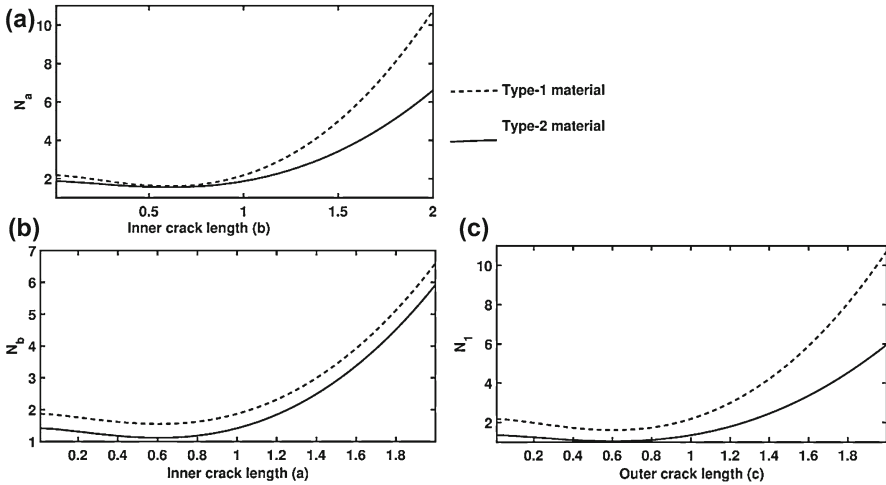 (a)
10
8
6
4
2
N_a
0.5 1 1.5 2
Inner crack length (b)
Type-1 material
Type-2 material
(b)
7
6
5
4
3
2
1
N_b
0.2 0.4 0.6 0.8 1 1.2 1.4 1.6 1.8
Inner crack length (a)
(c)
10
8
6
4
2
N_1
0.2 0.4 0.6 0.8 1 1.2 1.4 1.6 1.8
Outer crack length (c)